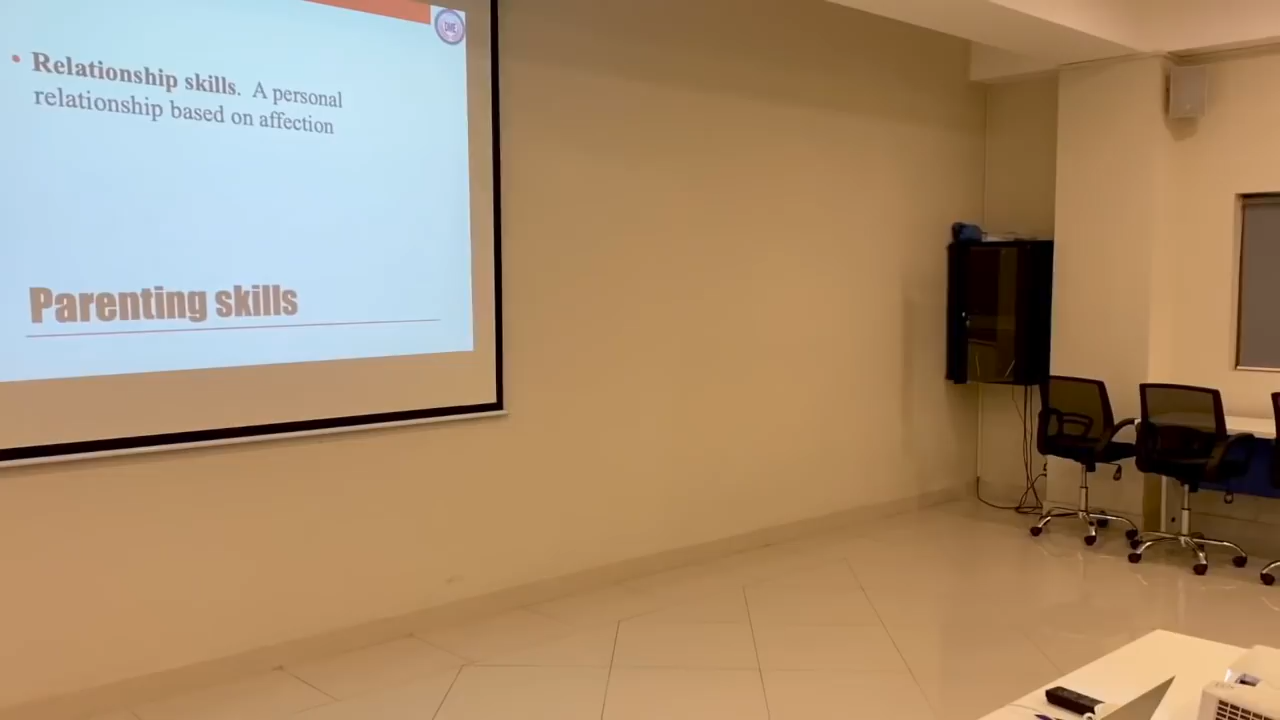 • Relationship skills. A personal
relationship based on affection
Parenting skills